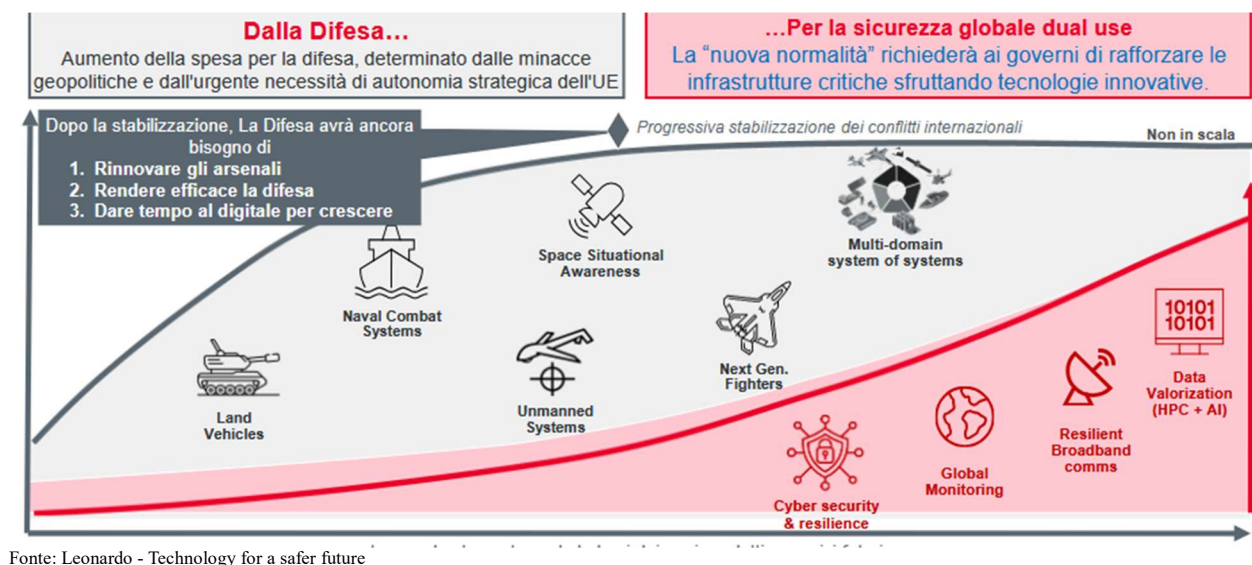 Dalla Difesa…
Aumento della spesa per la difesa, determinato dalle minacce
geopolitiche e dall'urgente necessità di autonomia strategica dell'UE
…Per la sicurezza globale dual use
La “nuova normalità” richiederà ai governi di rafforzare le
infrastrutture critiche sfruttando tecnologie innovative.
Dopo la stabilizzazione, La Difesa avrà ancora
bisogno di
1. Rinnovare gli arsenali
2. Rendere efficace la difesa
3. Dare tempo al digitale per crescere
Progressiva stabilizzazione dei conflitti internazionali
Non in scala
Space Situational
Awareness
Multi-domain
system of systems
Naval Combat
Systems
Land
Vehicles
Unmanned
Systems
Next Gen.
Fighters
10101
10101
Data
Valorization
(HPC + AI)
Resilient
Broadband
comms
Global
Monitoring
Cyber security
& resilience
Fonte: Leonardo - Technology for a safer future